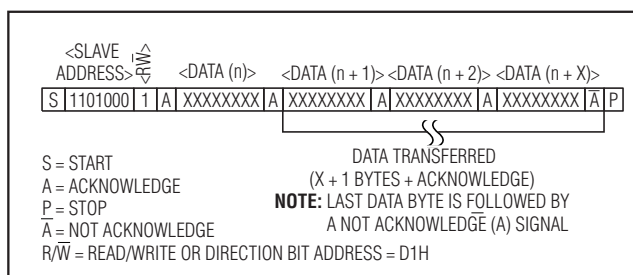 <SLAVE
ADDRESS> <RW̅> <DATA (n)> <DATA (n + 1)> <DATA (n + 2)> <DATA (n + X)>
S 1101000 1 A XXXXXXXX A XXXXXXXX A XXXXXXXX A XXXXXXXX A̅ P
S = START
A = ACKNOWLEDGE
P = STOP
A̅ = NOT ACKNOWLEDGE
R/W̅ = READ/WRITE OR DIRECTION BIT ADDRESS = D1H
DATA TRANSFERRED
(X + 1 BYTES + ACKNOWLEDGE)
NOTE: LAST DATA BYTE IS FOLLOWED BY
A NOT ACKNOWLEDGE (A̅) SIGNAL